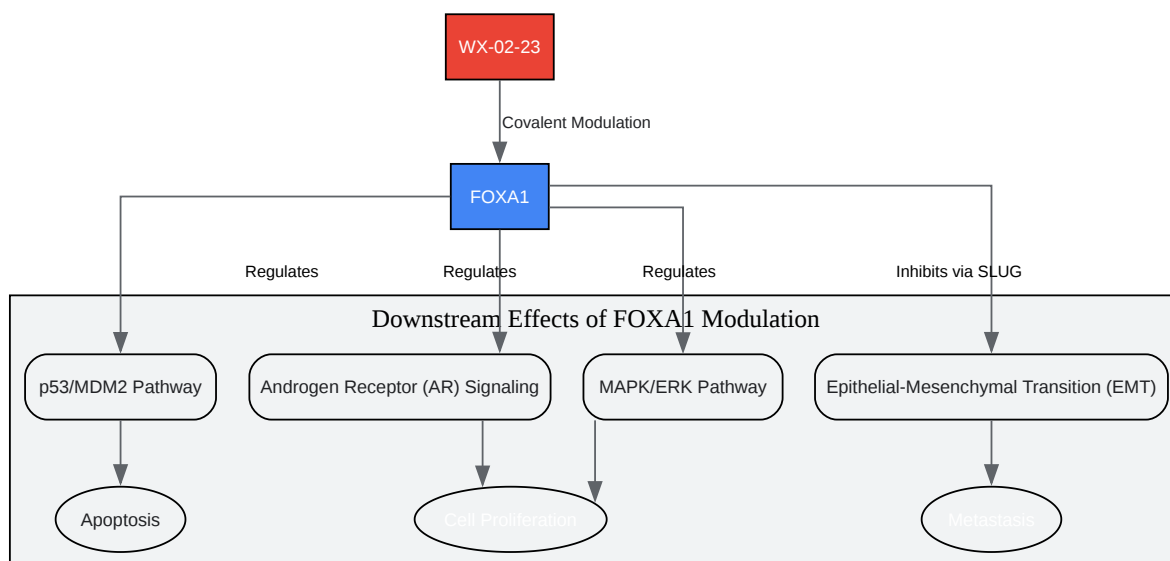 WX-02-23
Covalent Modulation
FOXA1
Regulates
Regulates
Regulates
Inhibits via SLUG
Downstream Effects of FOXA1 Modulation
p53/MDM2 Pathway
Androgen Receptor (AR) Signaling
MAPK/ERK Pathway
Epithelial-Mesenchymal Transition (EMT)
Apoptosis
Cell Proliferation
Metastasis